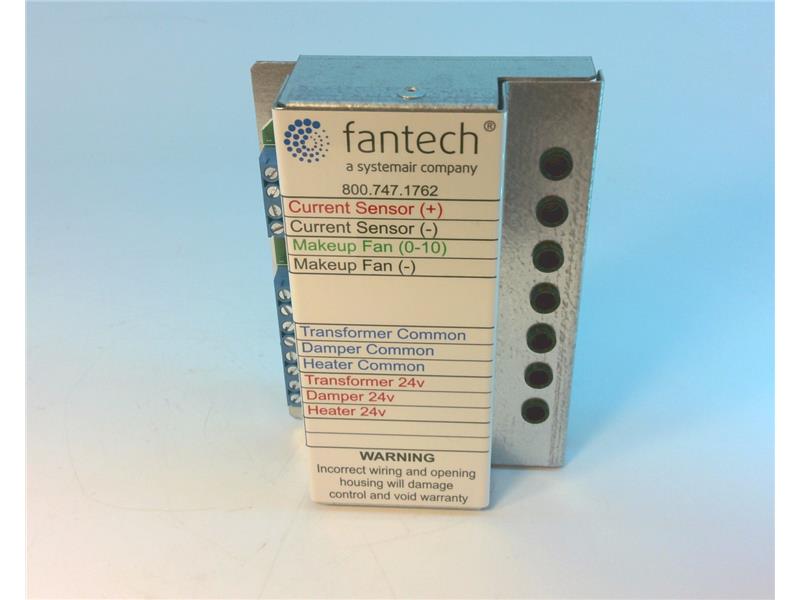 fantech®
a systemair company
800.747.1762
Current Sensor (+)
Current Sensor (-)
Makeup Fan (0-10)
Makeup Fan (-)
Transformer Common
Damper Common
Heater Common
Transformer 24v
Damper 24v
Heater 24v
WARNING
Incorrect wiring and opening
housing will damage
control and void warranty